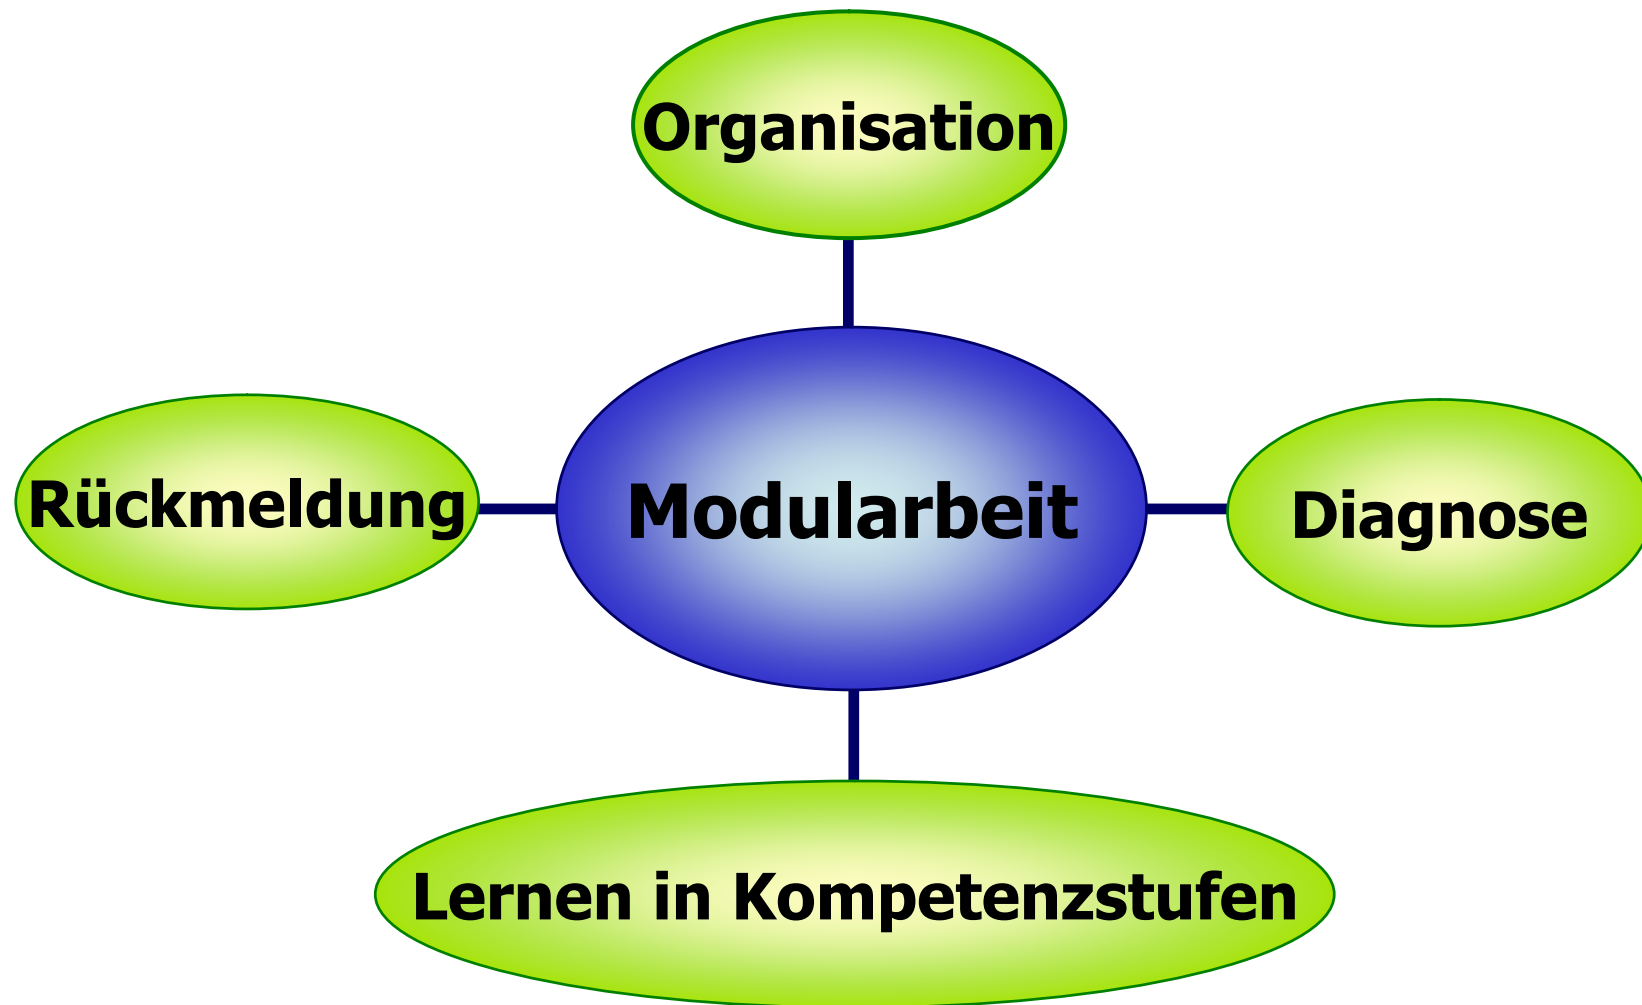 Organisation
Rückmeldung
Modularbeit
Diagnose
Lernen in Kompetenzstufen